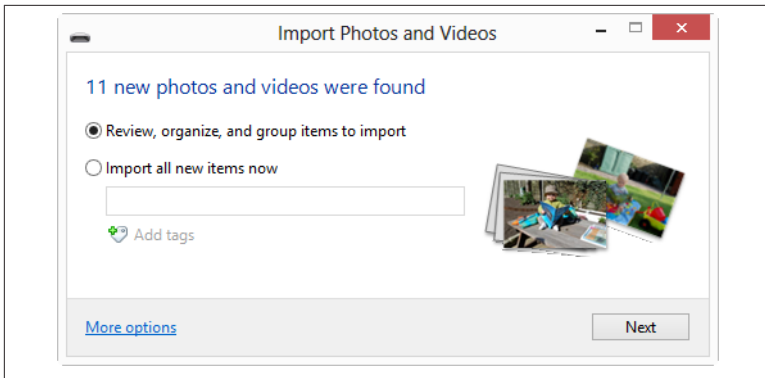 Import Photos and Videos
11 new photos and videos were found
Review, organize, and group items to import
Import all new items now
Add tags
More options
Next